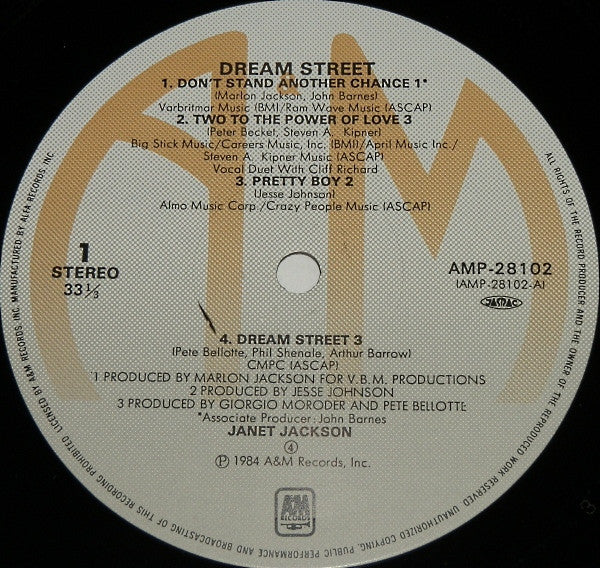 DREAM STREET
1. DON'T STAND ANOTHER CHANCE 1*
(Marlon Jackson, John Barnes)
Varbritmar Music (BMI)/Ram Wave Music (ASCAP)
2. TWO TO THE POWER OF LOVE 3
(Peter Becket, Steven A. Kipner)
Big Stick Music/Careers Music, Inc. (BMI)/April Music Inc./
Steven A. Kipner Music (ASCAP)
Vocal Duet With Cliff Richard
3. PRETTY BOY 2
(Jesse Johnson)
Almo Music Corp./Crazy People Music (ASCAP)
1
STEREO
33⅓
AMP-28102
(AMP-28102-A)
JASRAC
4. DREAM STREET 3
(Pete Bellotte, Phil Shenale, Arthur Barrow)
CMPC (ASCAP)
'1 PRODUCED BY MARLON JACKSON FOR V.B.M. PRODUCTIONS
2 PRODUCED BY JESSE JOHNSON
3 PRODUCED BY GIORGIO MORODER AND PETE BELLOTTE
*Associate Producer: John Barnes
JANET JACKSON
④
Ⓟ 1984 A&M Records, Inc.
A&M
RECORDS
ALL RIGHTS OF THE RECORD PRODUCER AND THE OWNER OF THE REPRODUCED WORK RESERVED. UNAUTHORIZED COPYING, PUBLIC PERFORMANCE AND BROADCASTING OF THIS RECORDING PROHIBITED LICENSED BY A&M RECORDS INC. MANUFACTURED BY ALFA RECORDS INC